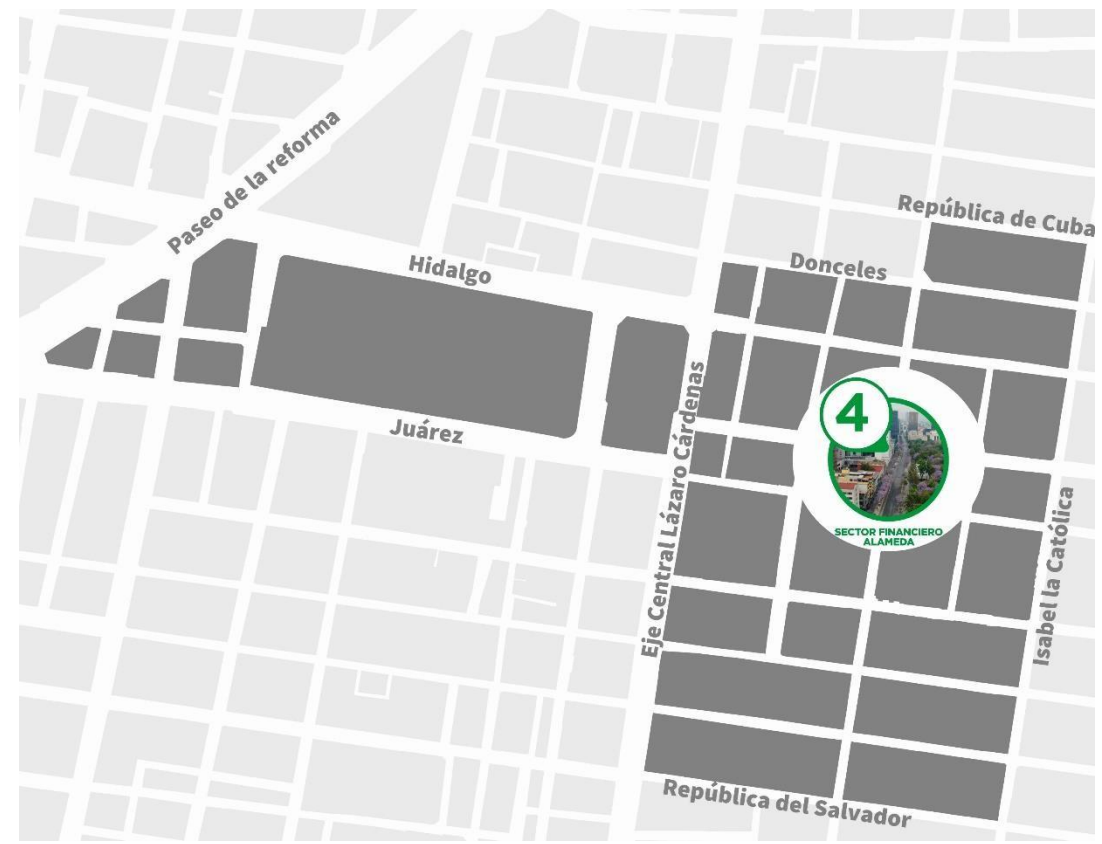 Paseo de la reforma
República de Cuba
Hidalgo
Donceles
Juárez
Eje Central Lázaro Cárdenas
4
SECTOR FINANCIERO
ALAMEDA
Isabel la Católica
República del Salvador